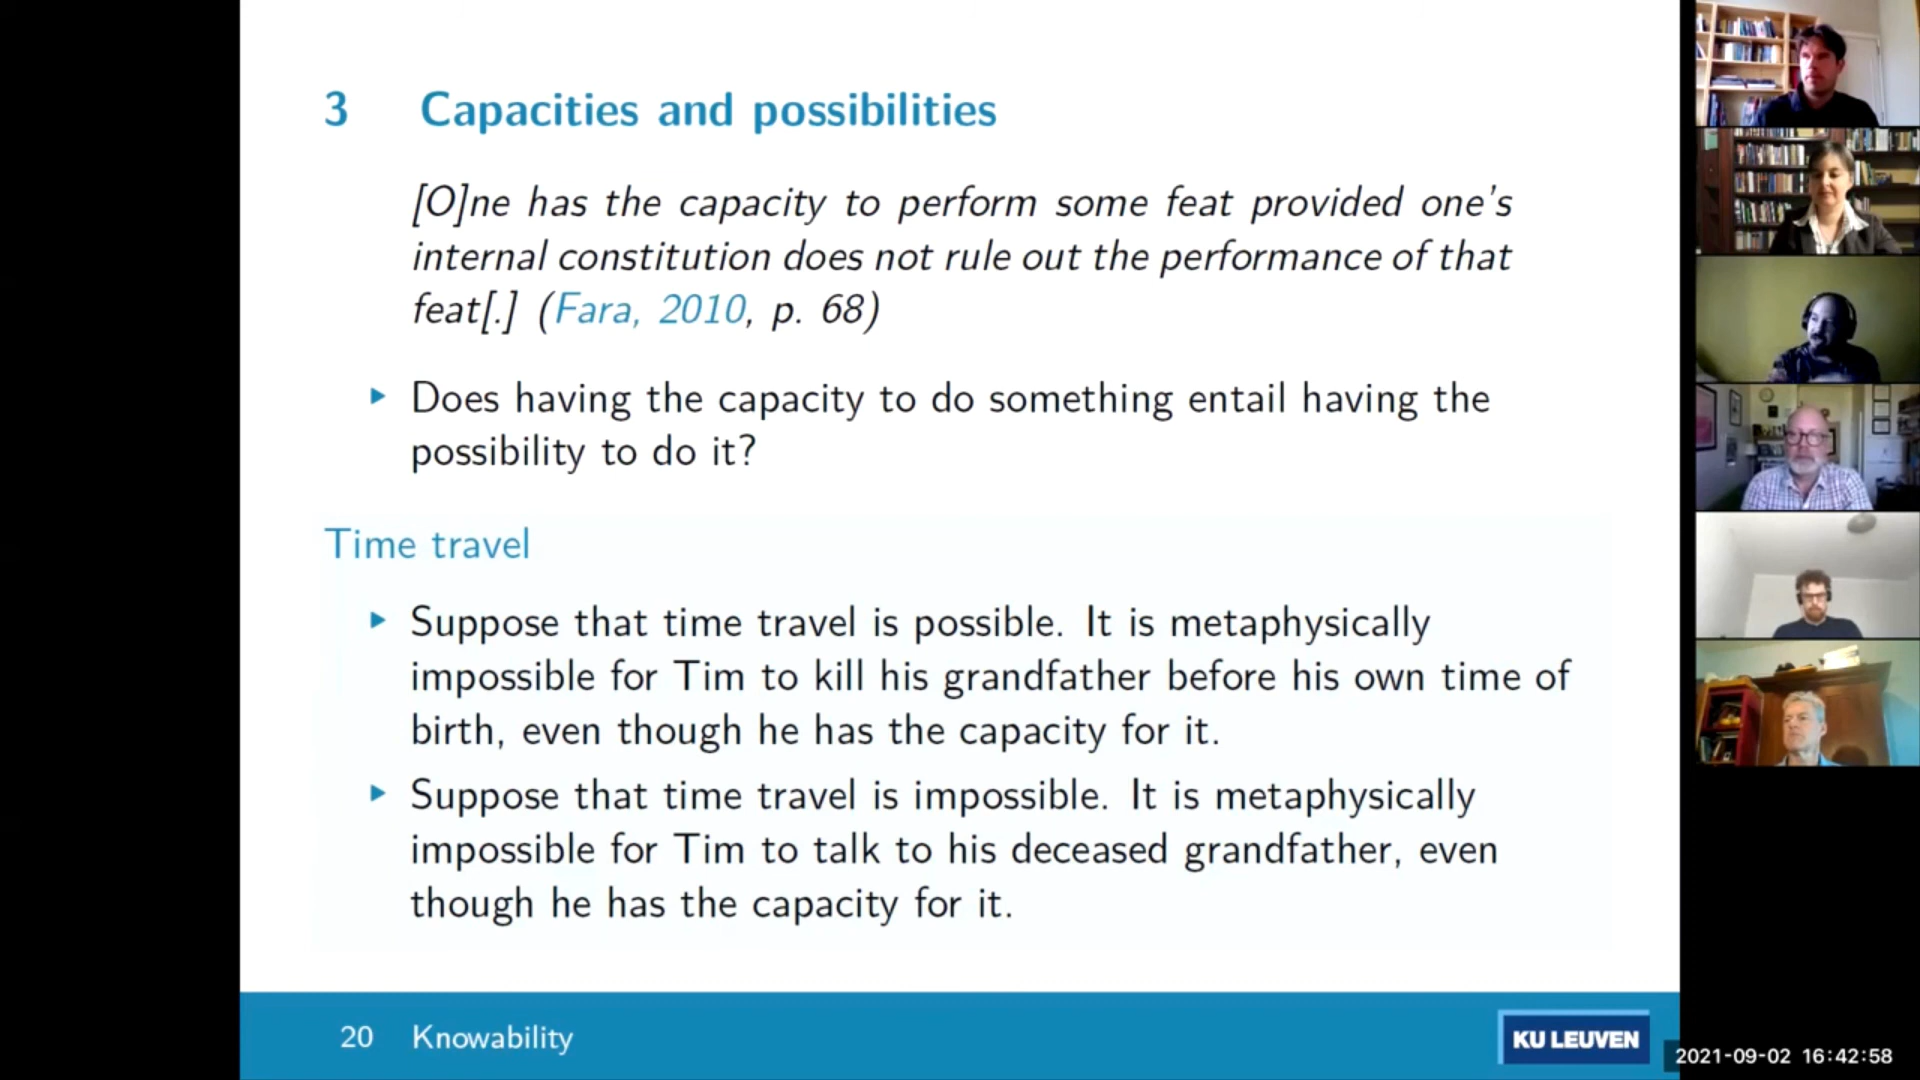 3 Capacities and possibilities
[O]ne has the capacity to perform some feat provided one's
internal constitution does not rule out the performance of that
feat[.] (Fara, 2010, p. 68)
▸ Does having the capacity to do something entail having the
possibility to do it?
Time travel
▸ Suppose that time travel is possible. It is metaphysically
impossible for Tim to kill his grandfather before his own time of
birth, even though he has the capacity for it.
▸ Suppose that time travel is impossible. It is metaphysically
impossible for Tim to talk to his deceased grandfather, even
though he has the capacity for it.
20 Knowability
KU LEUVEN
2021-09-02 16:42:58